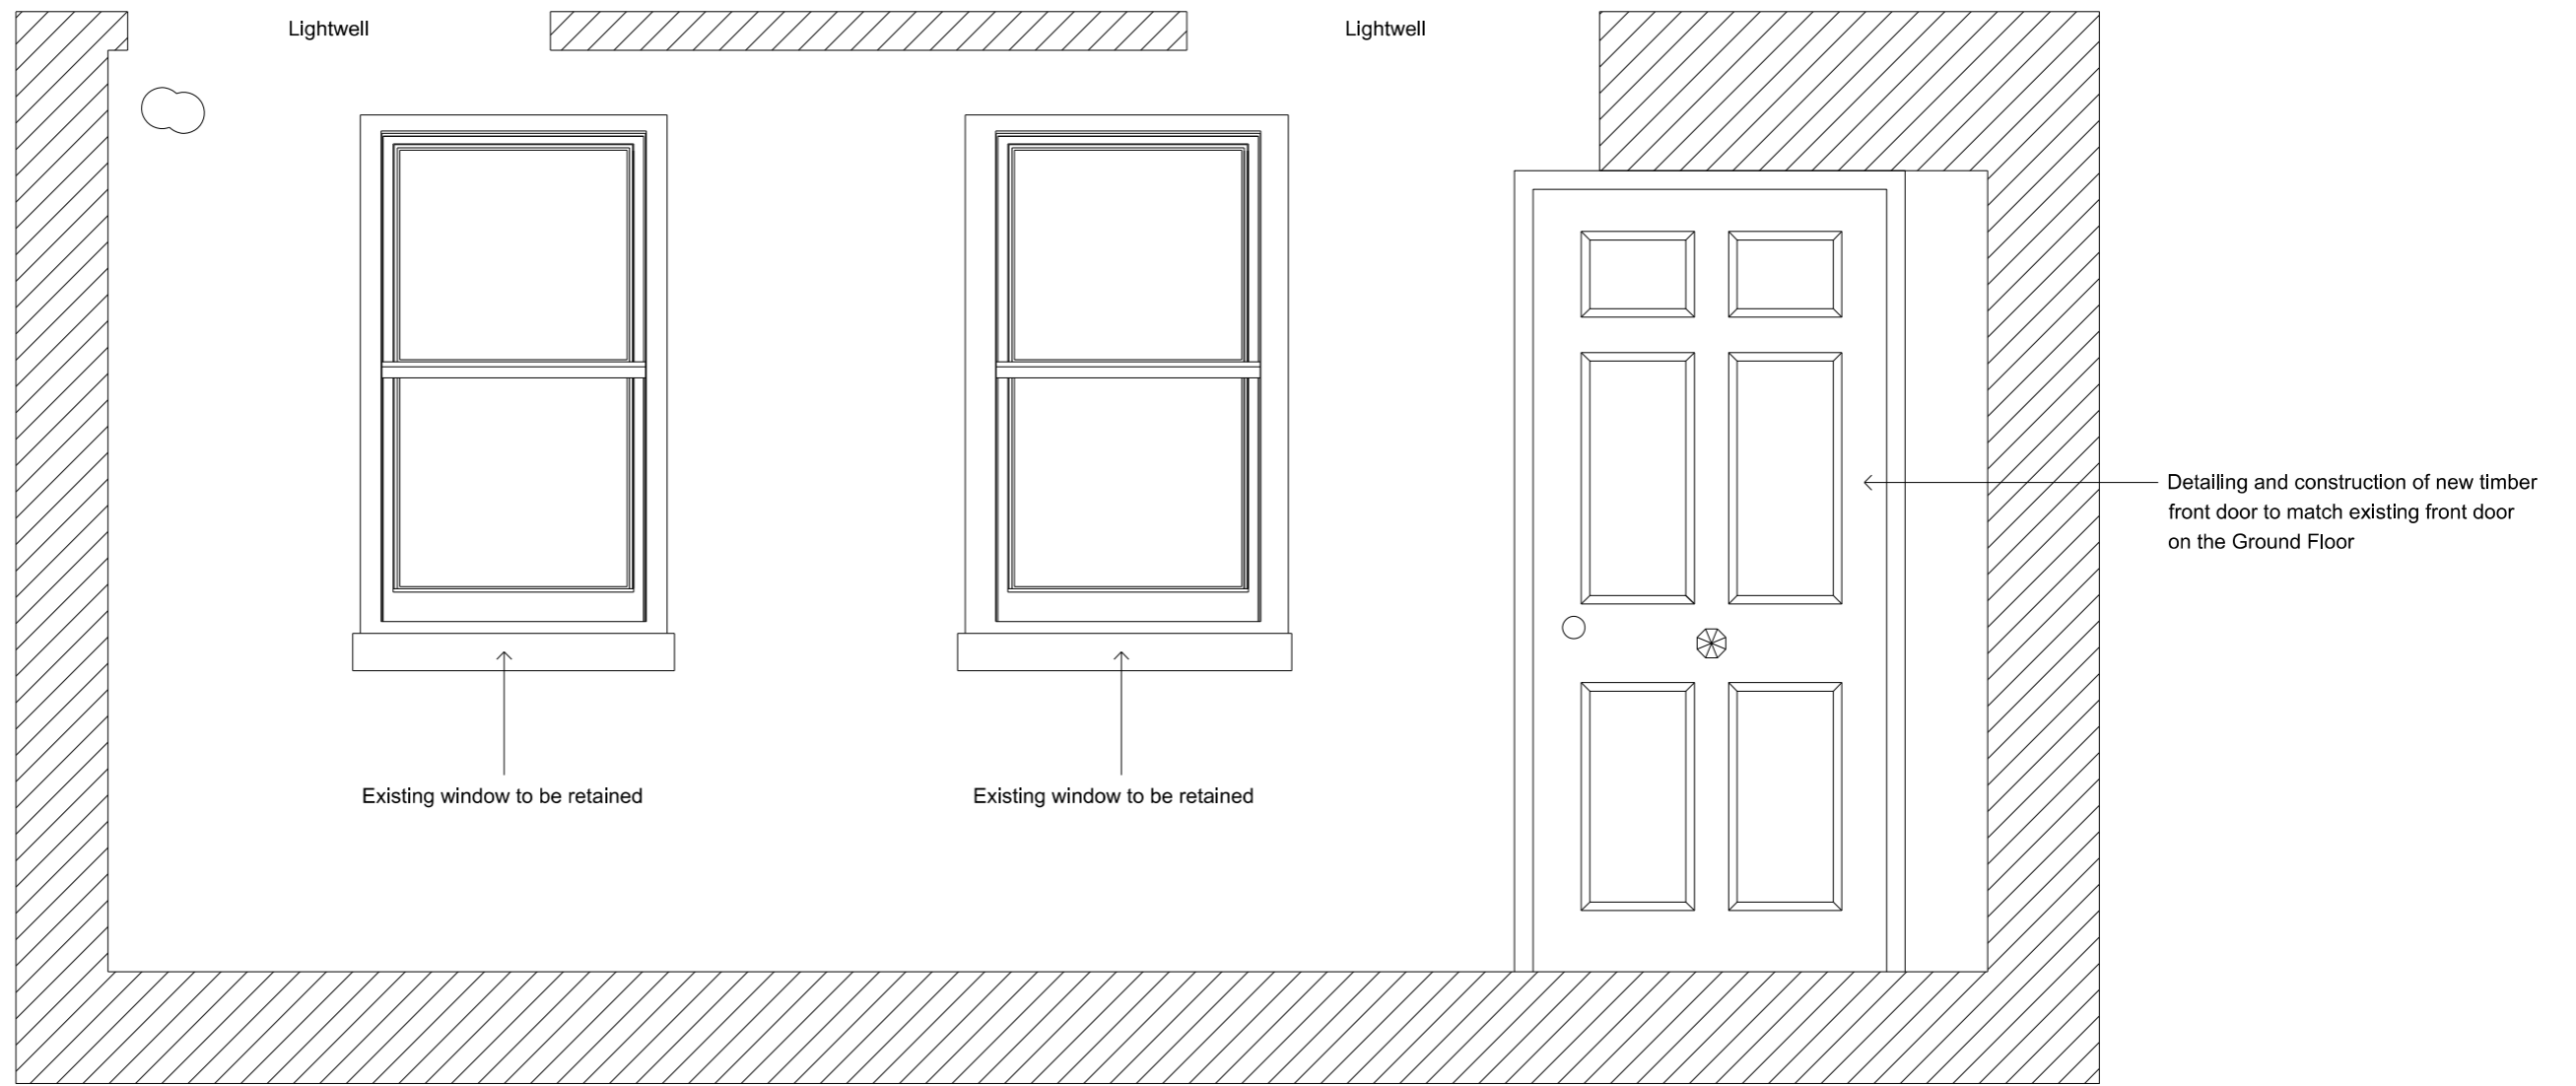 Lightwell
Lightwell
Detailing and construction of new timber
front door to match existing front door
on the Ground Floor
Existing window to be retained
Existing window to be retained